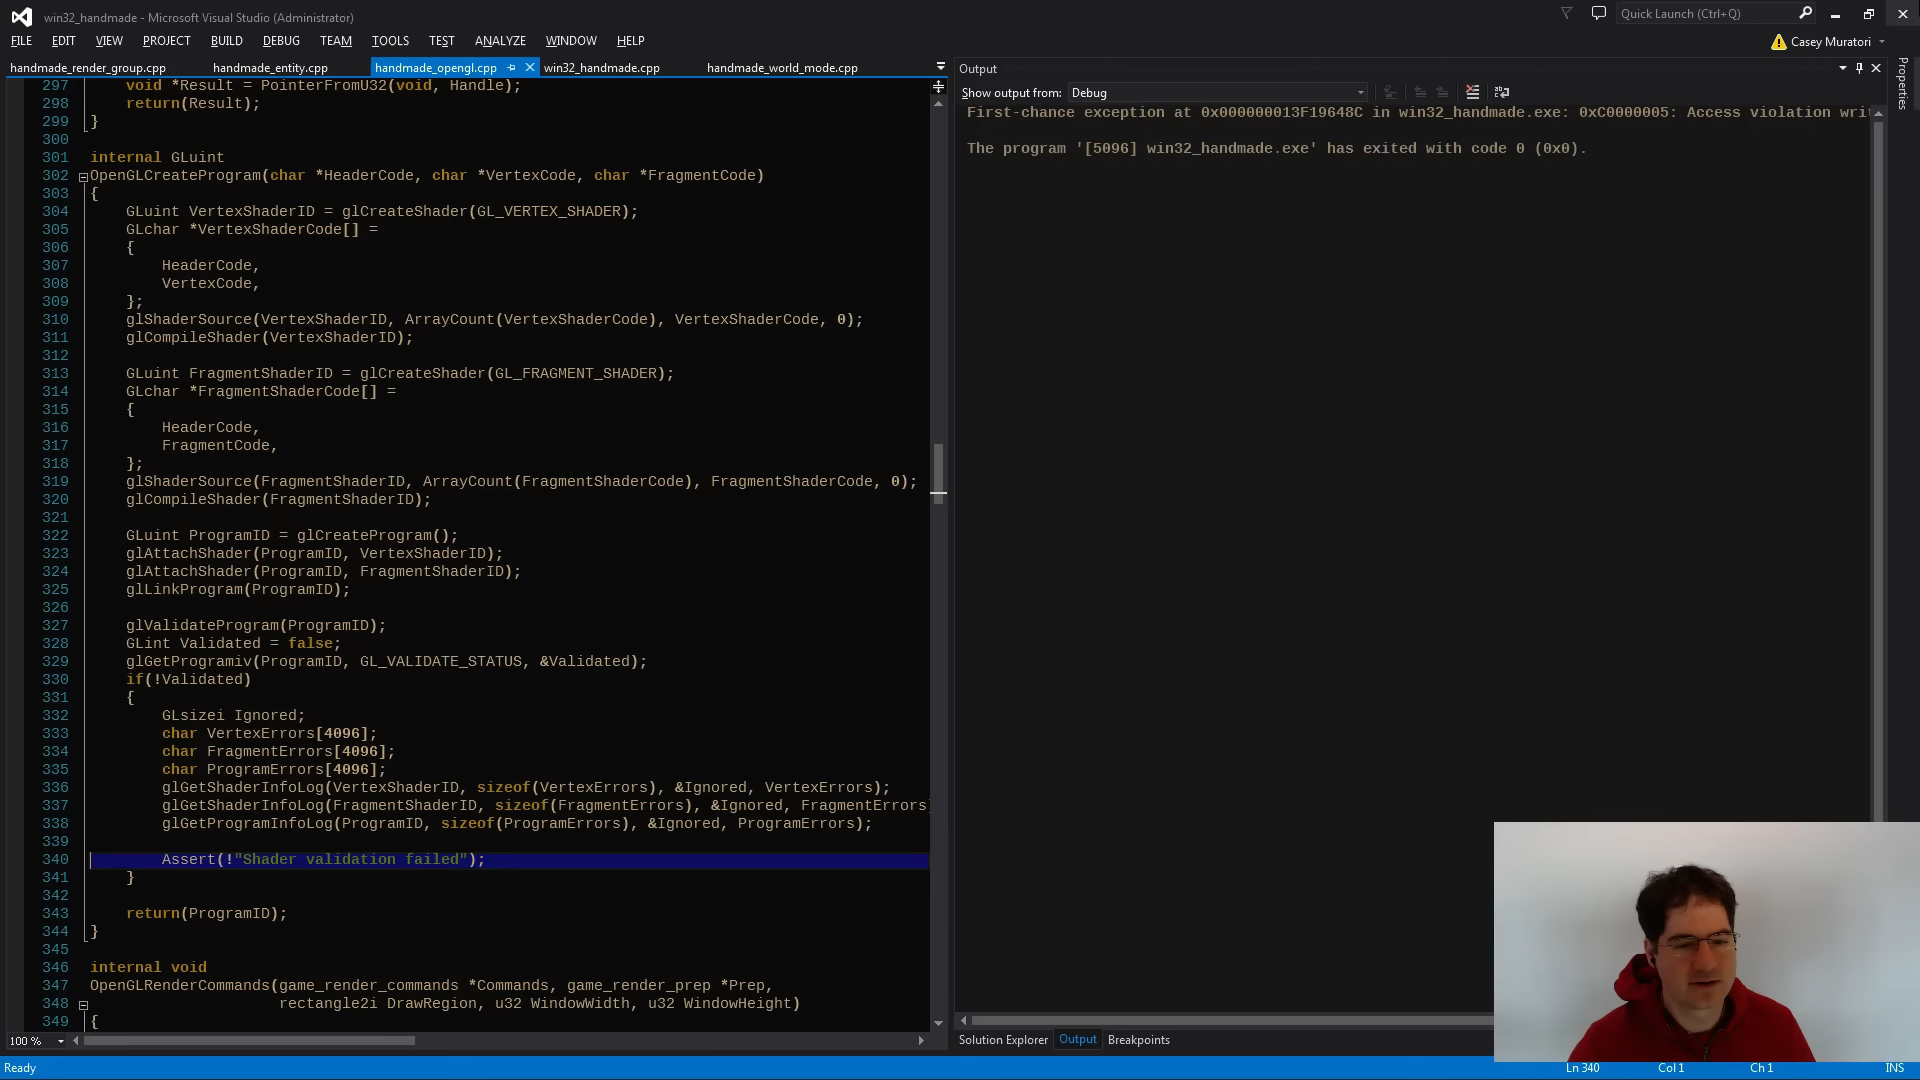 win32_handmade - Microsoft Visual Studio (Administrator)
Quick Launch (Ctrl+Q)
FILE EDIT VIEW PROJECT BUILD DEBUG TEAM TOOLS TEST ANALYZE WINDOW HELP
Casey Muratori
handmade_render_group.cpp handmade_entity.cpp handmade_opengl.cpp win32_handmade.cpp handmade_world_mode.cpp
297 void *Result = PointerFromU32(void, Handle);
298 return(Result);
299 }
300
301 internal GLuint
302 OpenGLCreateProgram(char *HeaderCode, char *VertexCode, char *FragmentCode)
303 {
304 GLuint VertexShaderID = glCreateShader(GL_VERTEX_SHADER);
305 GLchar *VertexShaderCode[] =
306 {
307 HeaderCode,
308 VertexCode,
309 };
310 glShaderSource(VertexShaderID, ArrayCount(VertexShaderCode), VertexShaderCode, 0);
311 glCompileShader(VertexShaderID);
312
313 GLuint FragmentShaderID = glCreateShader(GL_FRAGMENT_SHADER);
314 GLchar *FragmentShaderCode[] =
315 {
316 HeaderCode,
317 FragmentCode,
318 };
319 glShaderSource(FragmentShaderID, ArrayCount(FragmentShaderCode), FragmentShaderCode, 0);
320 glCompileShader(FragmentShaderID);
321
322 GLuint ProgramID = glCreateProgram();
323 glAttachShader(ProgramID, VertexShaderID);
324 glAttachShader(ProgramID, FragmentShaderID);
325 glLinkProgram(ProgramID);
326
327 glValidateProgram(ProgramID);
328 GLint Validated = false;
329 glGetProgramiv(ProgramID, GL_VALIDATE_STATUS, &Validated);
330 if(!Validated)
331 {
332 GLsizei Ignored;
333 char VertexErrors[4096];
334 char FragmentErrors[4096];
335 char ProgramErrors[4096];
336 glGetShaderInfoLog(VertexShaderID, sizeof(VertexErrors), &Ignored, VertexErrors);
337 glGetShaderInfoLog(FragmentShaderID, sizeof(FragmentErrors), &Ignored, FragmentErrors)
338 glGetProgramInfoLog(ProgramID, sizeof(ProgramErrors), &Ignored, ProgramErrors);
339
340 Assert(!"Shader validation failed");
341 }
342
343 return(ProgramID);
344 }
345
346 internal void
347 OpenGLRenderCommands(game_render_commands *Commands, game_render_prep *Prep,
348 rectangle2i DrawRegion, u32 WindowWidth, u32 WindowHeight)
349 {
100 %
Output
Show output from: Debug
First-chance exception at 0x000000013F19648C in win32_handmade.exe: 0xC0000005: Access violation wri
The program '[5096] win32_handmade.exe' has exited with code 0 (0x0).
Properties
Solution Explorer Output Breakpoints
Ready Ln 340 Col 1 Ch 1 INS